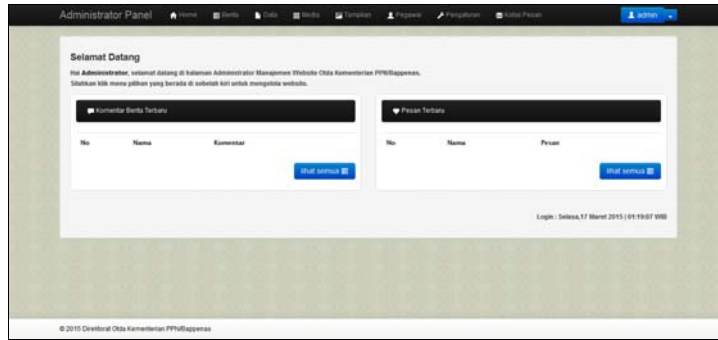 Administrator Panel Home Berita Data Media Tampilan Pegawai Pengaturan Kotak Pesan admin
Selamat Datang
Hai Administrator, selamat datang di halaman Administrator Manajemen Website Otda Kementerian PPN/Bappenas.
Silahkan klik menu pilihan yang berada di sebelah kiri untuk mengelola website.
Komentar Berita Terbaru
No Nama Komentar
lihat semua
Pesan Terbaru
No Nama Pesan
lihat semua
Login : Selasa,17 Maret 2015 | 01:19:07 WIB
© 2015 Direktorat Otda Kementerian PPN/Bappenas